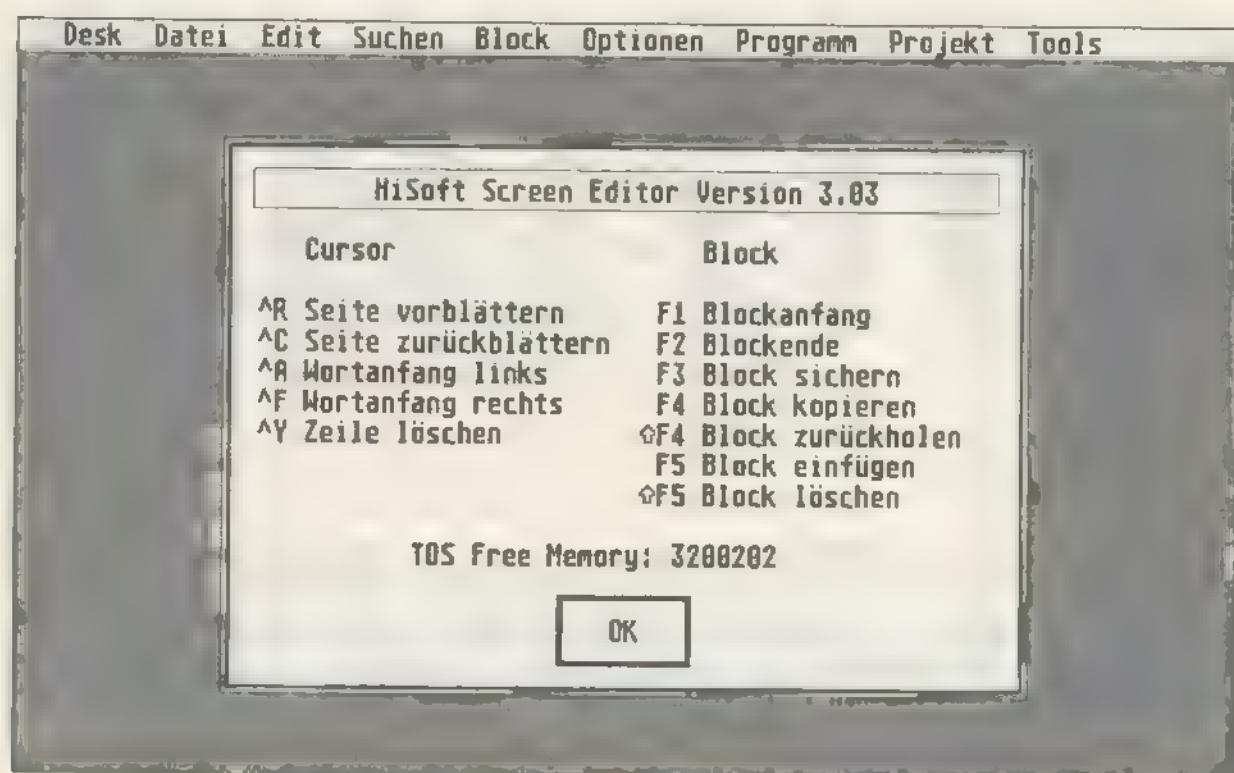 Desk Datei Edit Suchen Block Optionen Programm Projekt Tools
HiSoft Screen Editor Version 3.03
Cursor
^R Seite vorblättern
^C Seite zurückblättern
^A Wortanfang links
^F Wortanfang rechts
^Y Zeile löschen
Block
F1 Blockanfang
F2 Blockende
F3 Block sichern
F4 Block kopieren
⇧F4 Block zurückholen
F5 Block einfügen
⇧F5 Block löschen
TOS Free Memory: 3200202
OK